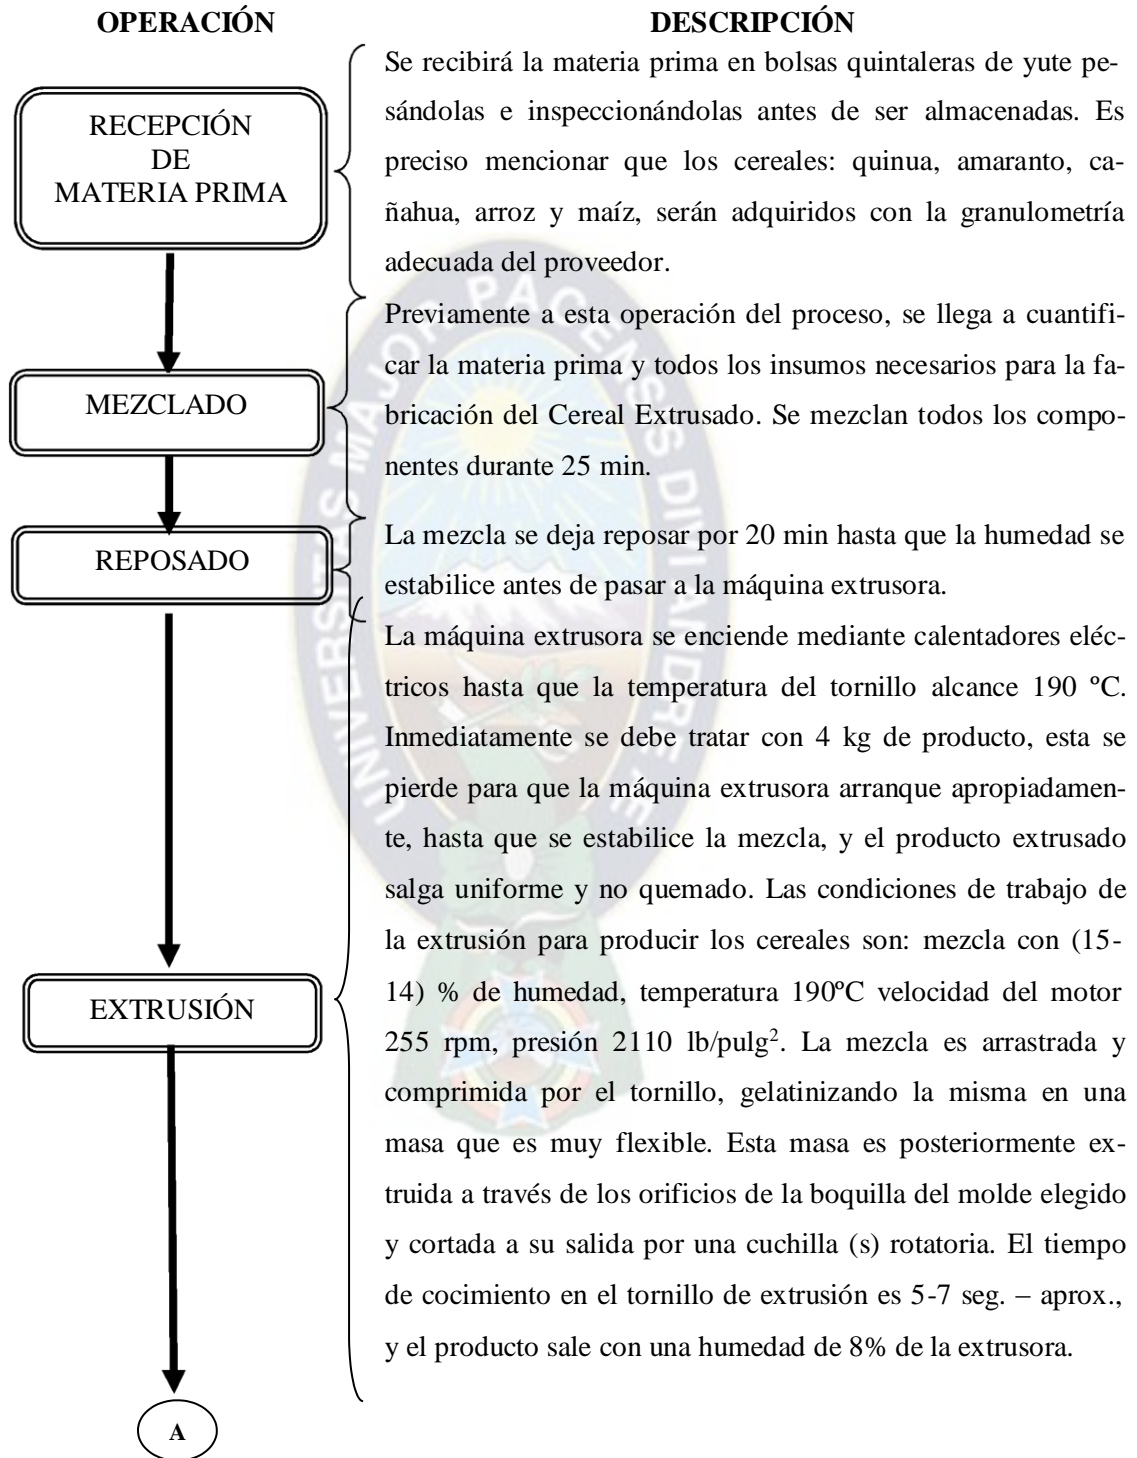 OPERACIÓN
DESCRIPCIÓN
RECEPCIÓN
DE
MATERIA PRIMA
Se recibirá la materia prima en bolsas quintaleras de yute pe-
sándolas e inspeccionándolas antes de ser almacenadas. Es
preciso mencionar que los cereales: quinua, amaranto, ca-
ñahua, arroz y maíz, serán adquiridos con la granulometría
adecuada del proveedor.
MEZCLADO
Previamente a esta operación del proceso, se llega a cuantifi-
car la materia prima y todos los insumos necesarios para la fa-
bricación del Cereal Extrusado. Se mezclan todos los compo-
nentes durante 25 min.
REPOSADO
La mezcla se deja reposar por 20 min hasta que la humedad se
estabilice antes de pasar a la máquina extrusora.
EXTRUSIÓN
La máquina extrusora se enciende mediante calentadores eléc-
tricos hasta que la temperatura del tornillo alcance 190 ºC.
Inmediatamente se debe tratar con 4 kg de producto, esta se
pierde para que la máquina extrusora arranque apropiadamen-
te, hasta que se estabilice la mezcla, y el producto extrusado
salga uniforme y no quemado. Las condiciones de trabajo de
la extrusión para producir los cereales son: mezcla con (15-
14) % de humedad, temperatura 190ºC velocidad del motor
255 rpm, presión 2110 lb/pulg². La mezcla es arrastrada y
comprimida por el tornillo, gelatinizando la misma en una
masa que es muy flexible. Esta masa es posteriormente ex-
truida a través de los orificios de la boquilla del molde elegido
y cortada a su salida por una cuchilla (s) rotatoria. El tiempo
de cocimiento en el tornillo de extrusión es 5-7 seg. – aprox.,
y el producto sale con una humedad de 8% de la extrusora.
A
UNIVERSITAS MAJOR PACENSIS DIVI ANDRE Æ